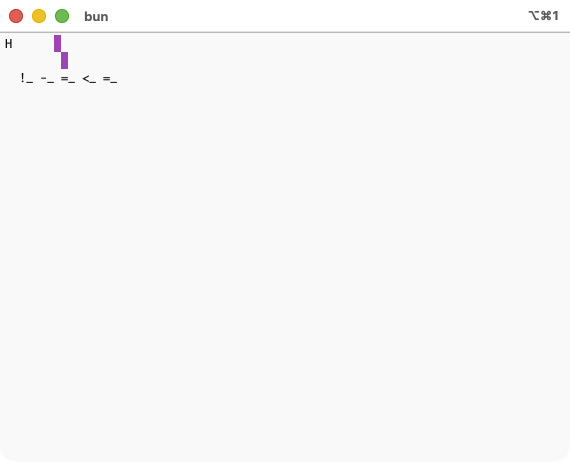 bun
⌥⌘1
H
!_ -_ =_ <_ =_